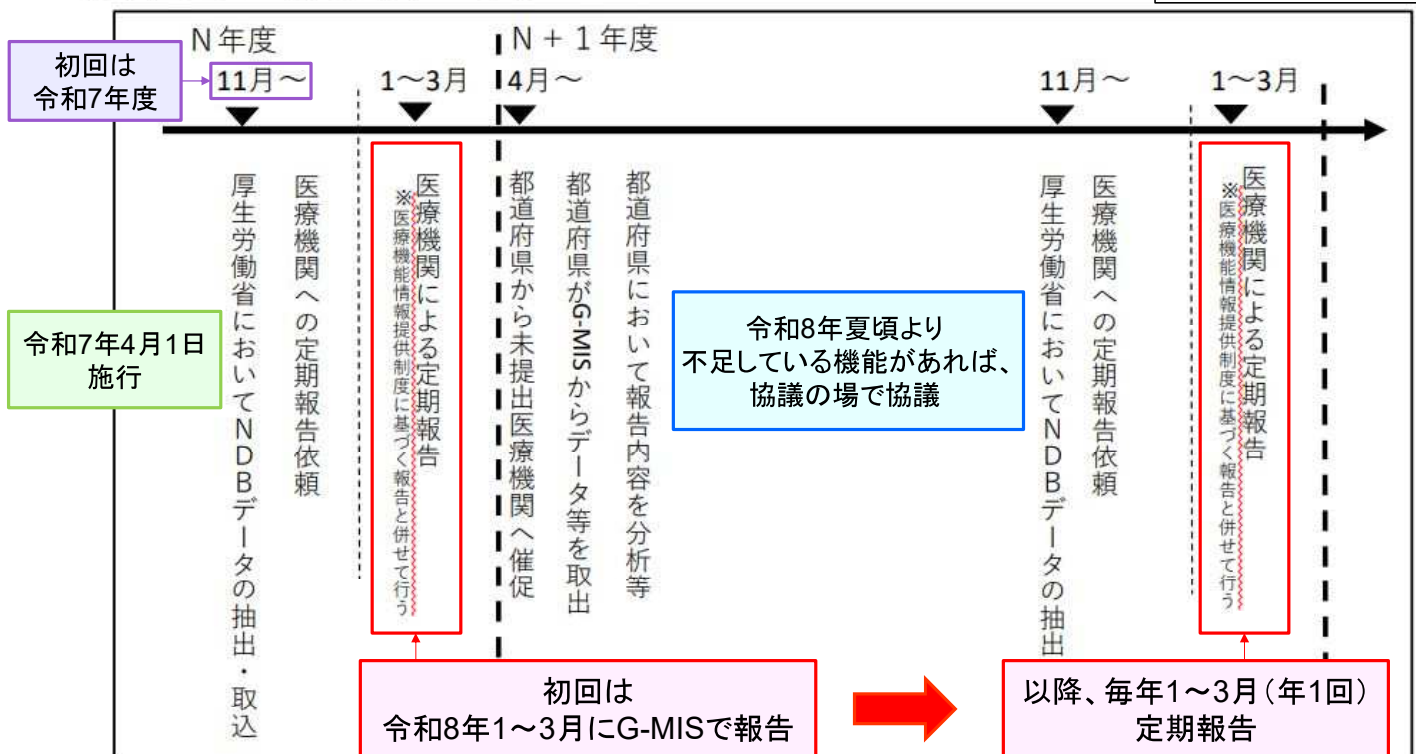 N年度
N + 1年度
初回は
令和7年度
11月～
1～3月
4月～
11月～
1～3月
厚生労働省においてNDBデータの抽出・取込
医療機関への定期報告依頼
医療機関による定期報告
※医療機能情報提供制度に基づく報告と併せて行う
都道府県から未提出医療機関へ催促
都道府県がG-MISからデータ等を取出
都道府県において報告内容を分析等
令和7年4月1日
施行
令和8年夏頃より
不足している機能があれば、
協議の場で協議
厚生労働省においてNDBデータの抽出
医療機関への定期報告依頼
医療機関による定期報告
※医療機能情報提供制度に基づく報告と併せて行う
初回は
令和8年1～3月にG-MISで報告
以降、毎年1～3月（年1回）
定期報告